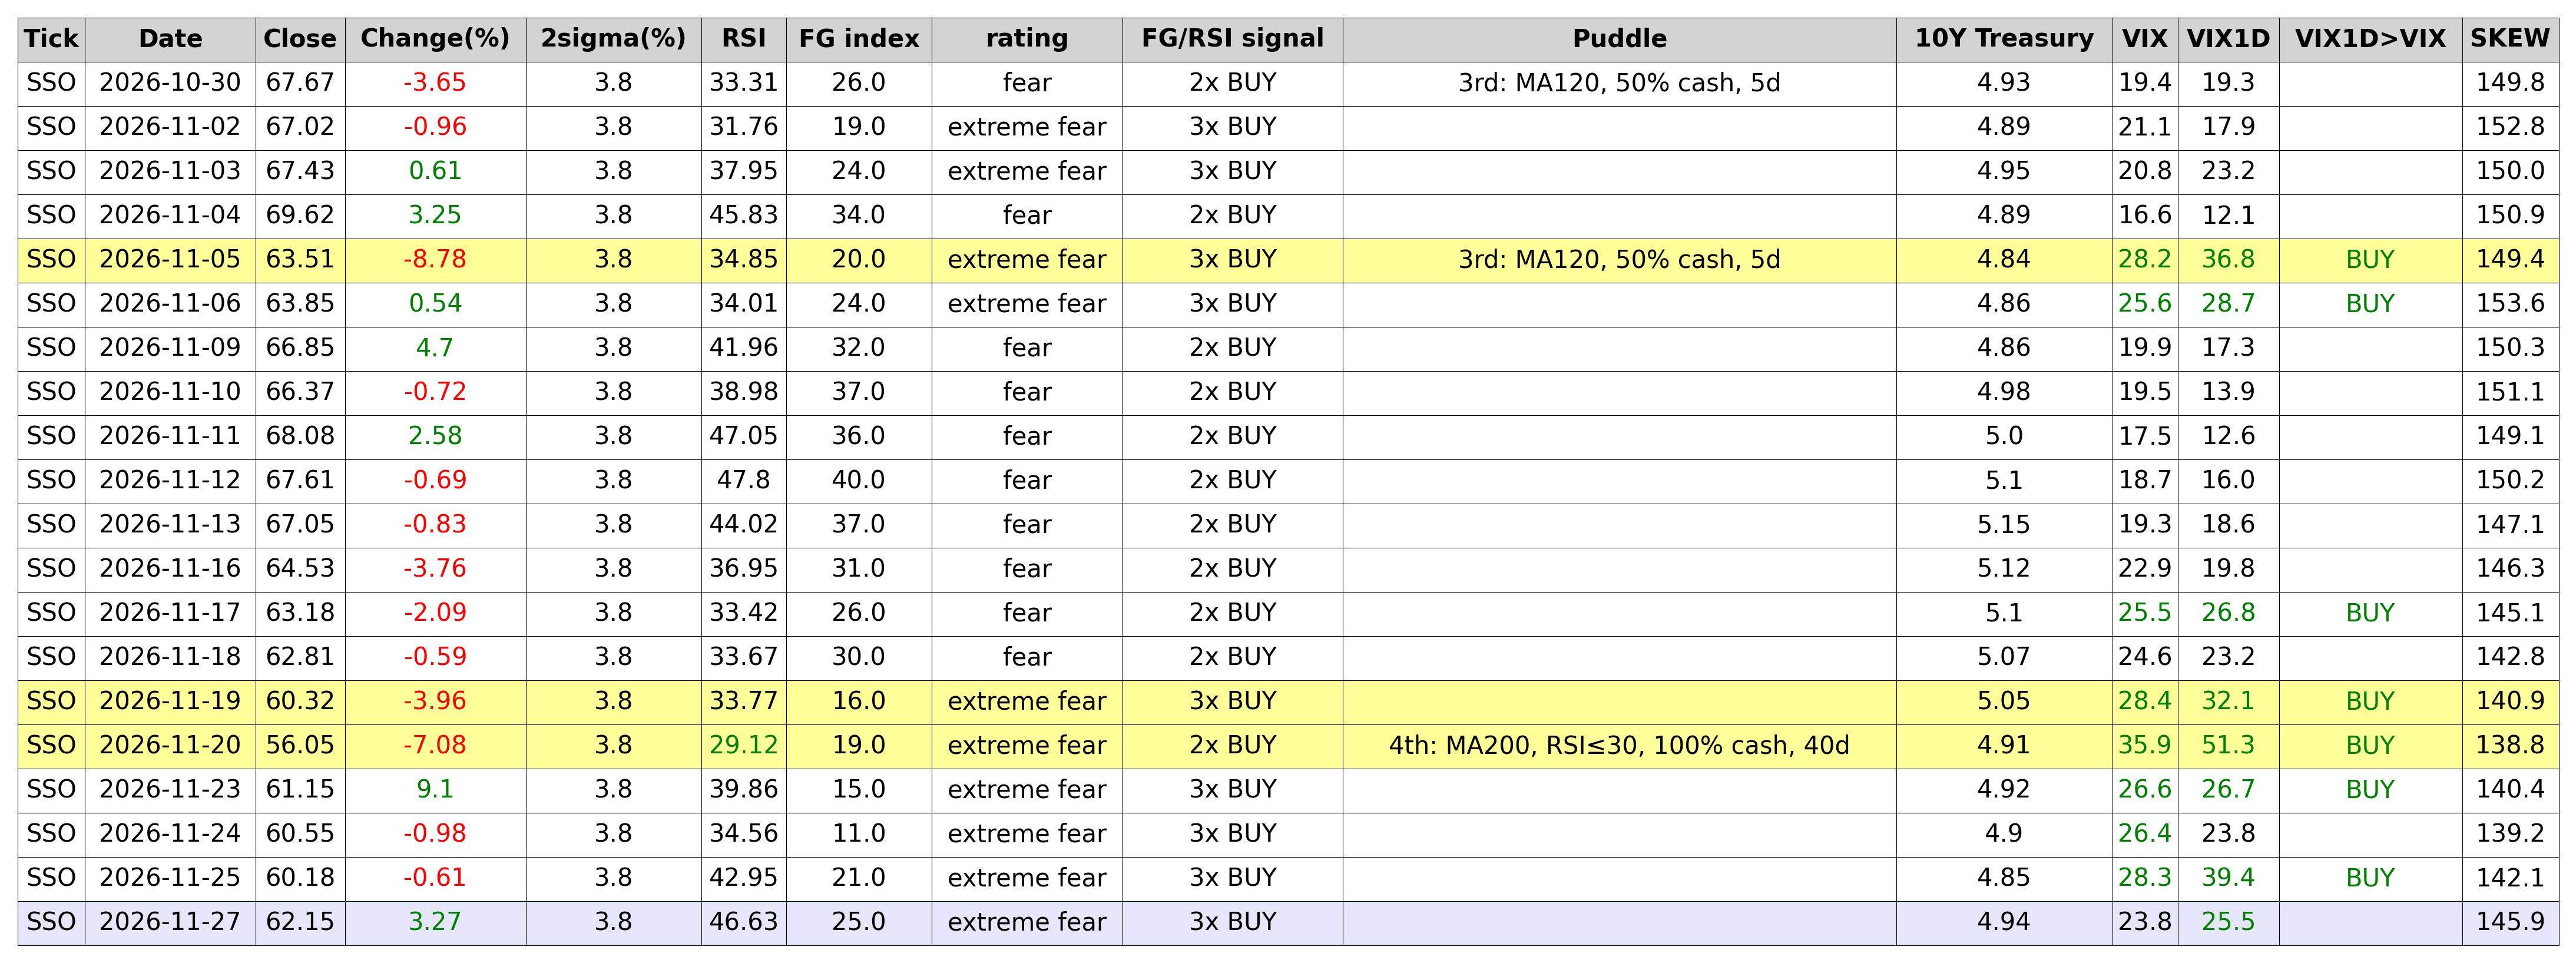 Tick Date Close Change(%) 2sigma(%) RSI FG index rating FG/RSI signal Puddle 10Y Treasury VIX VIX1D VIX1D>VIX SKEW
SSO 2026-10-30 67.67 -3.65 3.8 33.31 26.0 fear 2x BUY 3rd: MA120, 50% cash, 5d 4.93 19.4 19.3 149.8
SSO 2026-11-02 67.02 -0.96 3.8 31.76 19.0 extreme fear 3x BUY 4.89 21.1 17.9 152.8
SSO 2026-11-03 67.43 0.61 3.8 37.95 24.0 extreme fear 3x BUY 4.95 20.8 23.2 150.0
SSO 2026-11-04 69.62 3.25 3.8 45.83 34.0 fear 2x BUY 4.89 16.6 12.1 150.9
SSO 2026-11-05 63.51 -8.78 3.8 34.85 20.0 extreme fear 3x BUY 3rd: MA120, 50% cash, 5d 4.84 28.2 36.8 BUY 149.4
SSO 2026-11-06 63.85 0.54 3.8 34.01 24.0 extreme fear 3x BUY 4.86 25.6 28.7 BUY 153.6
SSO 2026-11-09 66.85 4.7 3.8 41.96 32.0 fear 2x BUY 4.86 19.9 17.3 150.3
SSO 2026-11-10 66.37 -0.72 3.8 38.98 37.0 fear 2x BUY 4.98 19.5 13.9 151.1
SSO 2026-11-11 68.08 2.58 3.8 47.05 36.0 fear 2x BUY 5.0 17.5 12.6 149.1
SSO 2026-11-12 67.61 -0.69 3.8 47.8 40.0 fear 2x BUY 5.1 18.7 16.0 150.2
SSO 2026-11-13 67.05 -0.83 3.8 44.02 37.0 fear 2x BUY 5.15 19.3 18.6 147.1
SSO 2026-11-16 64.53 -3.76 3.8 36.95 31.0 fear 2x BUY 5.12 22.9 19.8 146.3
SSO 2026-11-17 63.18 -2.09 3.8 33.42 26.0 fear 2x BUY 5.1 25.5 26.8 BUY 145.1
SSO 2026-11-18 62.81 -0.59 3.8 33.67 30.0 fear 2x BUY 5.07 24.6 23.2 142.8
SSO 2026-11-19 60.32 -3.96 3.8 33.77 16.0 extreme fear 3x BUY 5.05 28.4 32.1 BUY 140.9
SSO 2026-11-20 56.05 -7.08 3.8 29.12 19.0 extreme fear 2x BUY 4th: MA200, RSI≤30, 100% cash, 40d 4.91 35.9 51.3 BUY 138.8
SSO 2026-11-23 61.15 9.1 3.8 39.86 15.0 extreme fear 3x BUY 4.92 26.6 26.7 BUY 140.4
SSO 2026-11-24 60.55 -0.98 3.8 34.56 11.0 extreme fear 3x BUY 4.9 26.4 23.8 139.2
SSO 2026-11-25 60.18 -0.61 3.8 42.95 21.0 extreme fear 3x BUY 4.85 28.3 39.4 BUY 142.1
SSO 2026-11-27 62.15 3.27 3.8 46.63 25.0 extreme fear 3x BUY 4.94 23.8 25.5 145.9